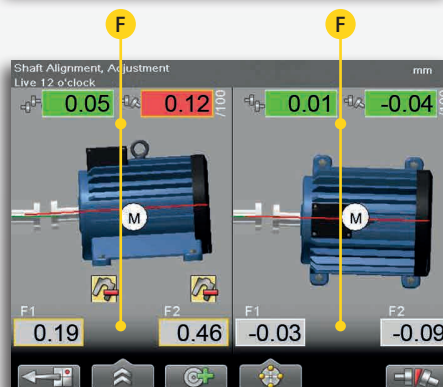 F F
Shaft Alignment, Adjustment mm
Live 12 o'clock
0.05 0.12 /100 0.01 -0.04 /100
M M
F1 F2 F1 F2
0.19 0.46 -0.03 -0.09